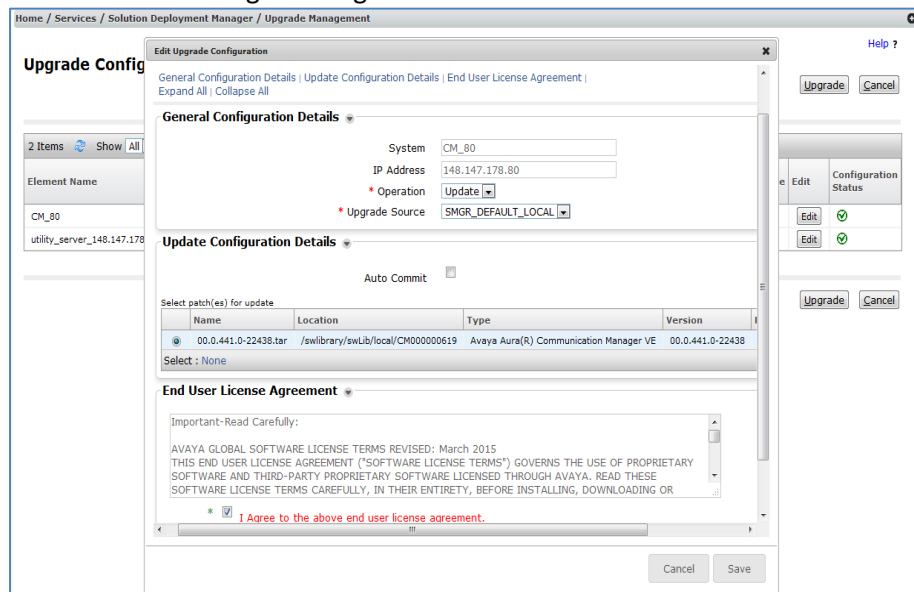 Home / Services / Solution Deployment Manager / Upgrade Management
Help ?
Upgrade Config
Upgrade Cancel
2 Items Show All
Element Name
e Edit Configuration Status
CM_80
Edit
utility_server_148.147.178
Edit
Upgrade Cancel
Edit Upgrade Configuration
General Configuration Details | Update Configuration Details | End User License Agreement |
Expand All | Collapse All
General Configuration Details
System CM_80
IP Address 148.147.178.80
* Operation Update
* Upgrade Source SMGR_DEFAULT_LOCAL
Update Configuration Details
Auto Commit
Select patch(es) for update
Name Location Type Version
00.0.441.0-22438.tar /swlibrary/swLib/local/CM000000619 Avaya Aura(R) Communication Manager VE 00.0.441.0-22438
Select : None
End User License Agreement
Important-Read Carefully:
AVAYA GLOBAL SOFTWARE LICENSE TERMS REVISED: March 2015
THIS END USER LICENSE AGREEMENT ("SOFTWARE LICENSE TERMS") GOVERNS THE USE OF PROPRIETARY
SOFTWARE AND THIRD-PARTY PROPRIETARY SOFTWARE LICENSED THROUGH AVAYA. READ THESE
SOFTWARE LICENSE TERMS CAREFULLY, IN THEIR ENTIRETY, BEFORE INSTALLING, DOWNLOADING OR
* I Agree to the above end user license agreement.
Cancel Save